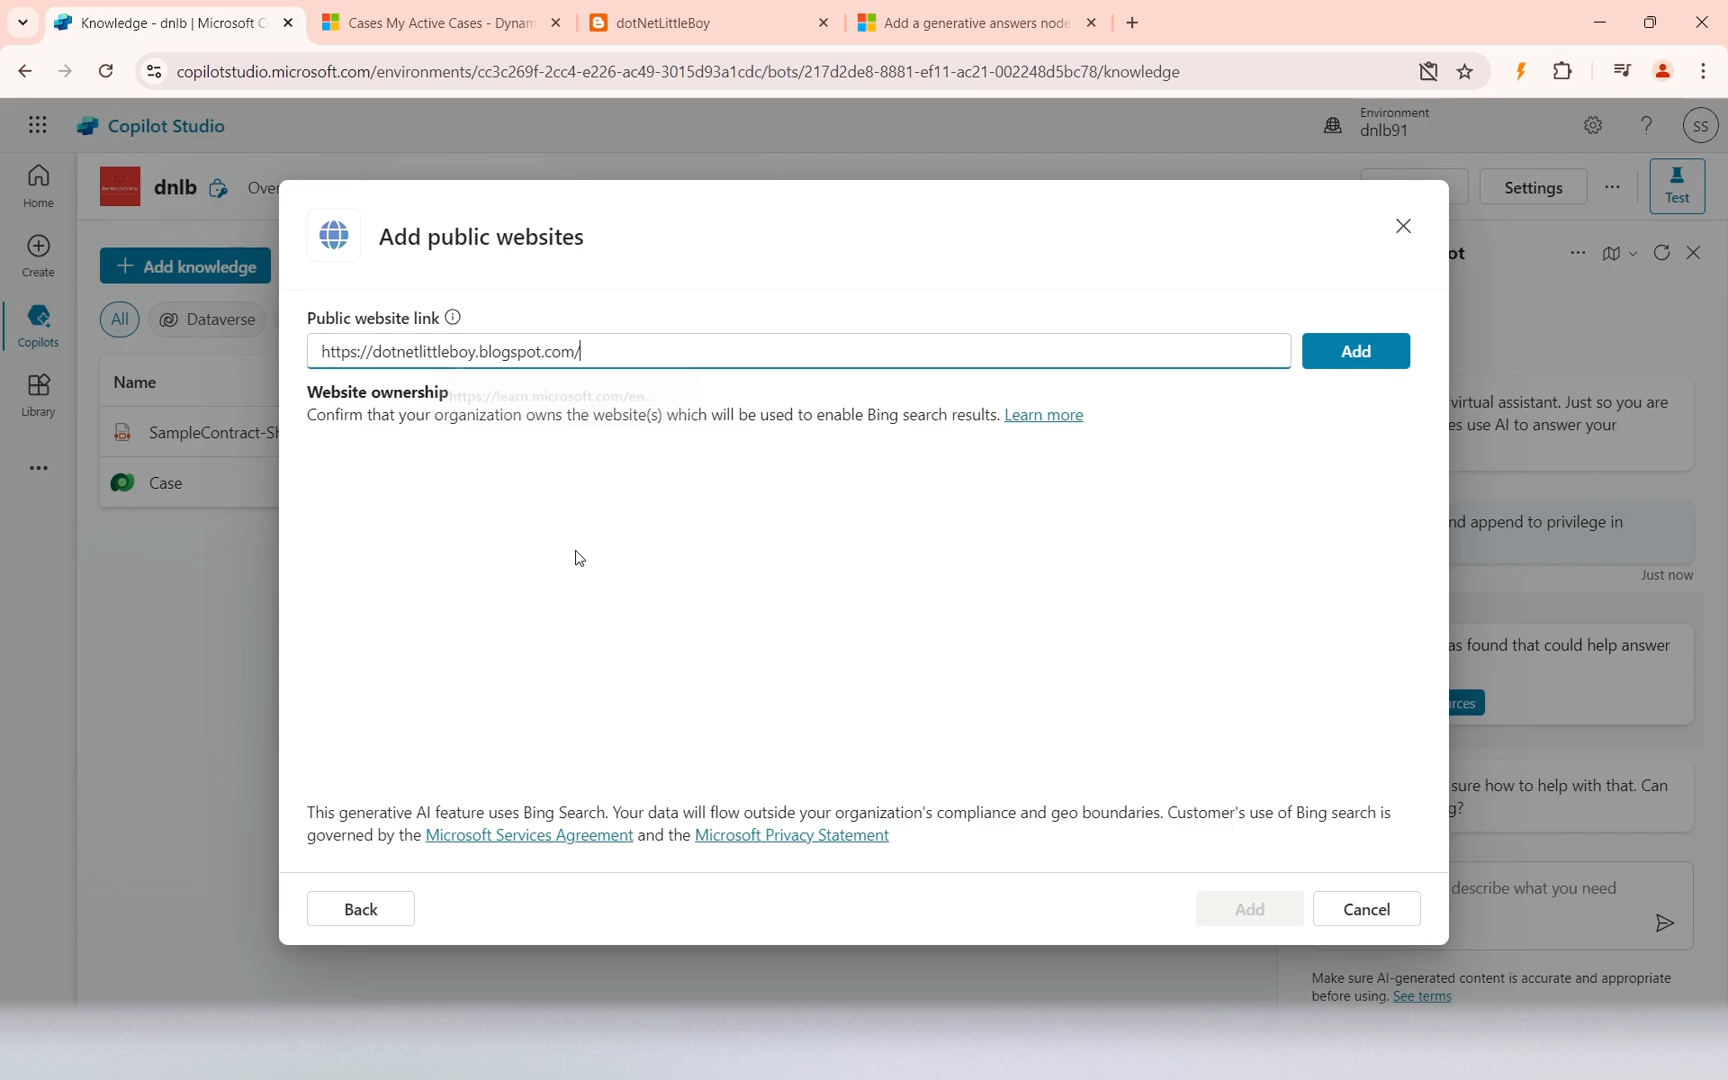 Knowledge - dnlb | Microsoft C
Cases My Active Cases - Dynam
dotNetLittleBoy
Add a generative answers node
copilotstudio.microsoft.com/environments/cc3c269f-2cc4-e226-ac49-3015d93a1cdc/bots/217d2de8-8881-ef11-ac21-002248d5bc78/knowledge
Copilot Studio
Environment
dnlb91
SS
Home
Create
Copilots
Library
dnlb
Over
Settings
Test
Add knowledge
All
Dataverse
Name
SampleContract-Sh
Case
Add public websites
Public website link
https://dotnetlittleboy.blogspot.com/
Add
Website ownership
https://learn.microsoft.com/en...
Confirm that your organization owns the website(s) which will be used to enable Bing search results. Learn more
This generative AI feature uses Bing Search. Your data will flow outside your organization's compliance and geo boundaries. Customer's use of Bing search is
governed by the Microsoft Services Agreement and the Microsoft Privacy Statement
Back
Add
Cancel
ot
virtual assistant. Just so you are
es use AI to answer your
nd append to privilege in
Just now
as found that could help answer
urces
sure how to help with that. Can
g?
describe what you need
Make sure AI-generated content is accurate and appropriate
before using. See terms